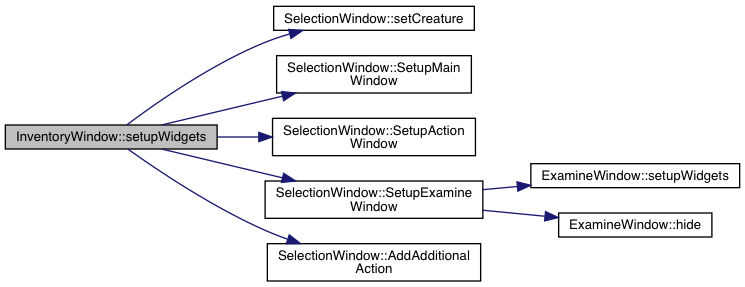 SelectionWindow::setCreature
SelectionWindow::SetupMain
Window
InventoryWindow::setupWidgets
SelectionWindow::SetupAction
Window
SelectionWindow::SetupExamine
Window
ExamineWindow::setupWidgets
ExamineWindow::hide
SelectionWindow::AddAdditional
Action